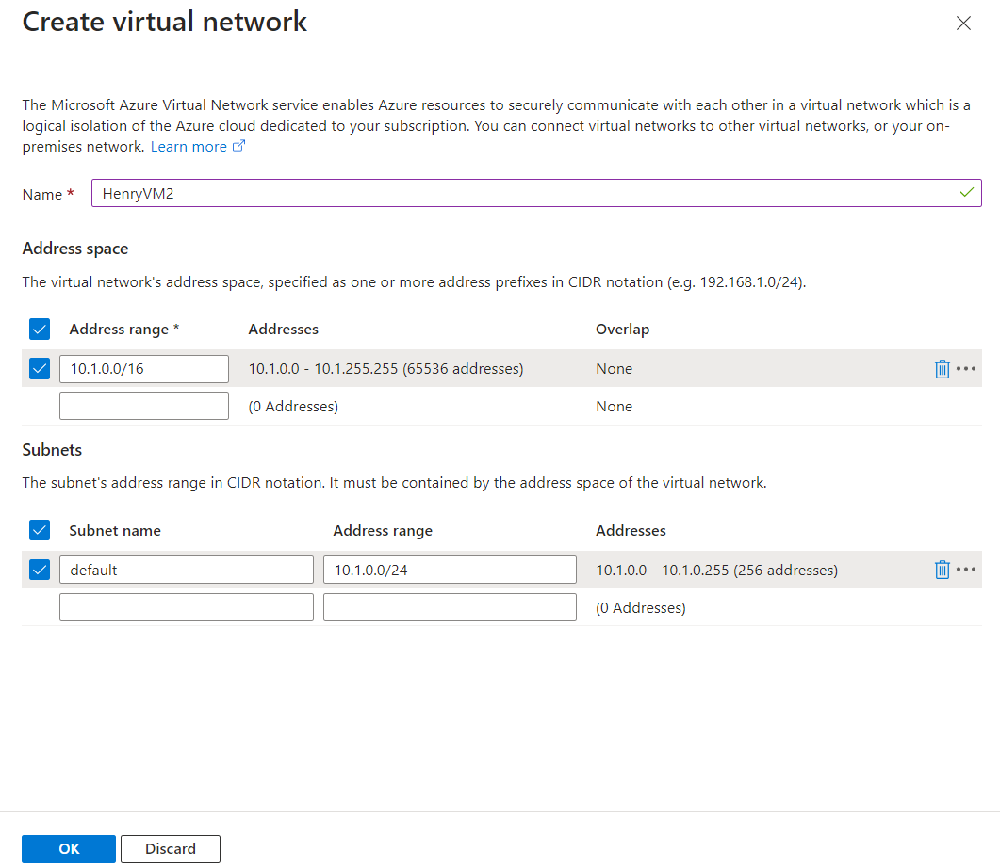 Create virtual network
The Microsoft Azure Virtual Network service enables Azure resources to securely communicate with each other in a virtual network which is a
logical isolation of the Azure cloud dedicated to your subscription. You can connect virtual networks to other virtual networks, or your on-
premises network. Learn more
Name * HenryVM2
Address space
The virtual network's address space, specified as one or more address prefixes in CIDR notation (e.g. 192.168.1.0/24).
Address range * Addresses Overlap
10.1.0.0/16 10.1.0.0 - 10.1.255.255 (65536 addresses) None
(0 Addresses) None
Subnets
The subnet's address range in CIDR notation. It must be contained by the address space of the virtual network.
Subnet name Address range Addresses
default 10.1.0.0/24 10.1.0.0 - 10.1.0.255 (256 addresses)
(0 Addresses)
OK Discard